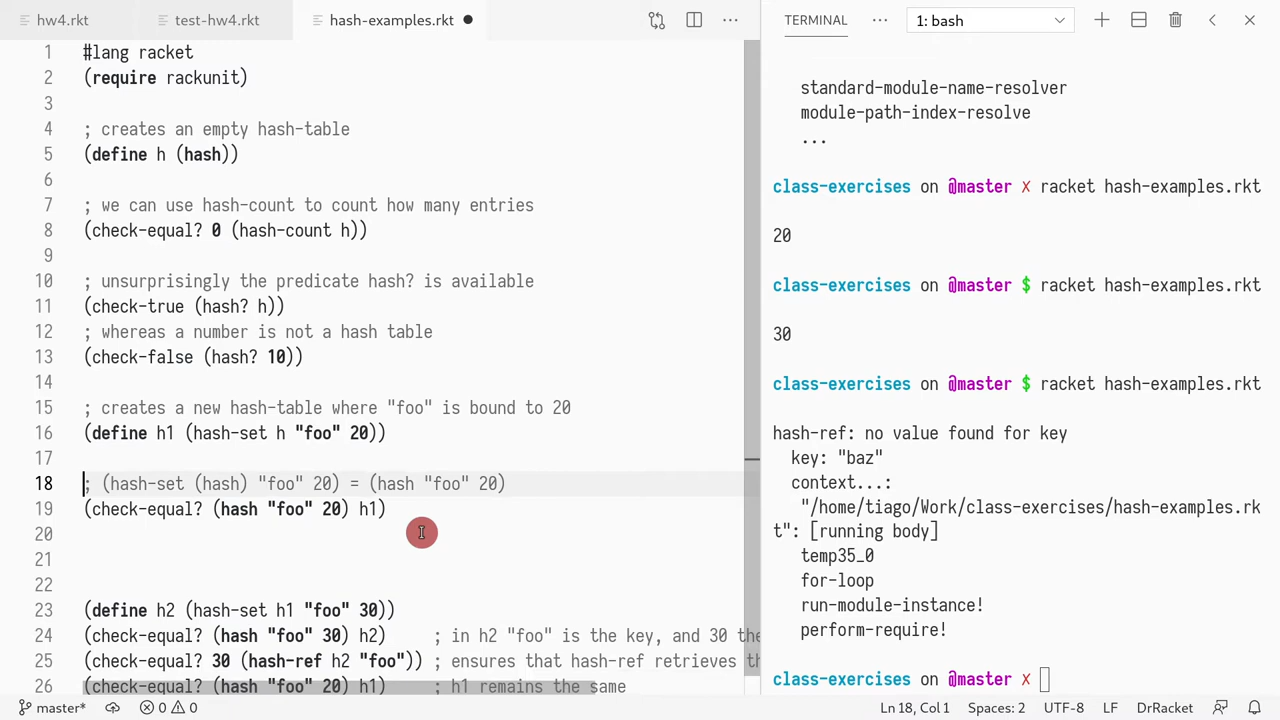 hw4.rkt test-hw4.rkt hash-examples.rkt
1 #lang racket
2 (require rackunit)
3
4 ; creates an empty hash-table
5 (define h (hash))
6
7 ; we can use hash-count to count how many entries
8 (check-equal? 0 (hash-count h))
9
10 ; unsurprisingly the predicate hash? is available
11 (check-true (hash? h))
12 ; whereas a number is not a hash table
13 (check-false (hash? 10))
14
15 ; creates a new hash-table where "foo" is bound to 20
16 (define h1 (hash-set h "foo" 20))
17
18 ; (hash-set (hash) "foo" 20) = (hash "foo" 20)
19 (check-equal? (hash "foo" 20) h1)
20
21
22
23 (define h2 (hash-set h1 "foo" 30))
24 (check-equal? (hash "foo" 30) h2) ; in h2 "foo" is the key, and 30 the
25 (check-equal? 30 (hash-ref h2 "foo")) ; ensures that hash-ref retrieves th
26 (check-equal? (hash "foo" 20) h1) ; h1 remains the same
TERMINAL ... 1: bash
standard-module-name-resolver
module-path-index-resolve
...
class-exercises on @master ✗ racket hash-examples.rkt
20
class-exercises on @master $ racket hash-examples.rkt
30
class-exercises on @master $ racket hash-examples.rkt
hash-ref: no value found for key
key: "baz"
context...:
"/home/tiago/Work/class-exercises/hash-examples.rk
t": [running body]
temp35_0
for-loop
run-module-instance!
perform-require!
class-exercises on @master ✗
master* 0 0 Ln 18, Col 1 Spaces: 2 UTF-8 LF DrRacket